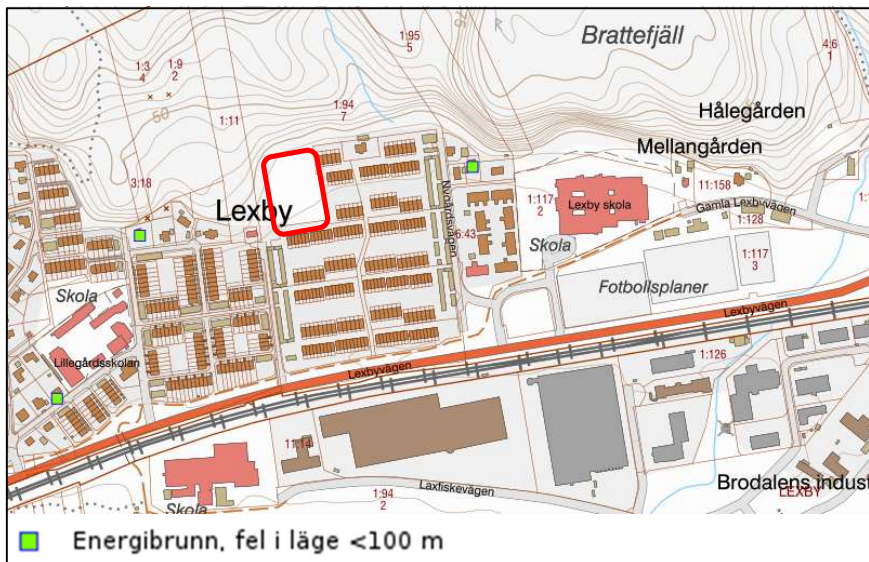 Brattefjäll
1:95
5
4:6
1
1:3
4
1:9
2
50
1:11
1:94
7
Hålegården
Mellangården
3:18
Lexby
Nygårdsvägen
6:43
1:117
2
Lexby skola
11:158
Gamla Lexbyvägen
1:128
Skola
1:117
3
Fotbollsplaner
Skola
Lillegårdsskolan
Lexbyvägen
Lexbyvägen
1:126
11:14
Skola
1:94
2
Laxfiskevägen
Brodalens indust
LEXBY
Energibrunn, fel i läge <100 m